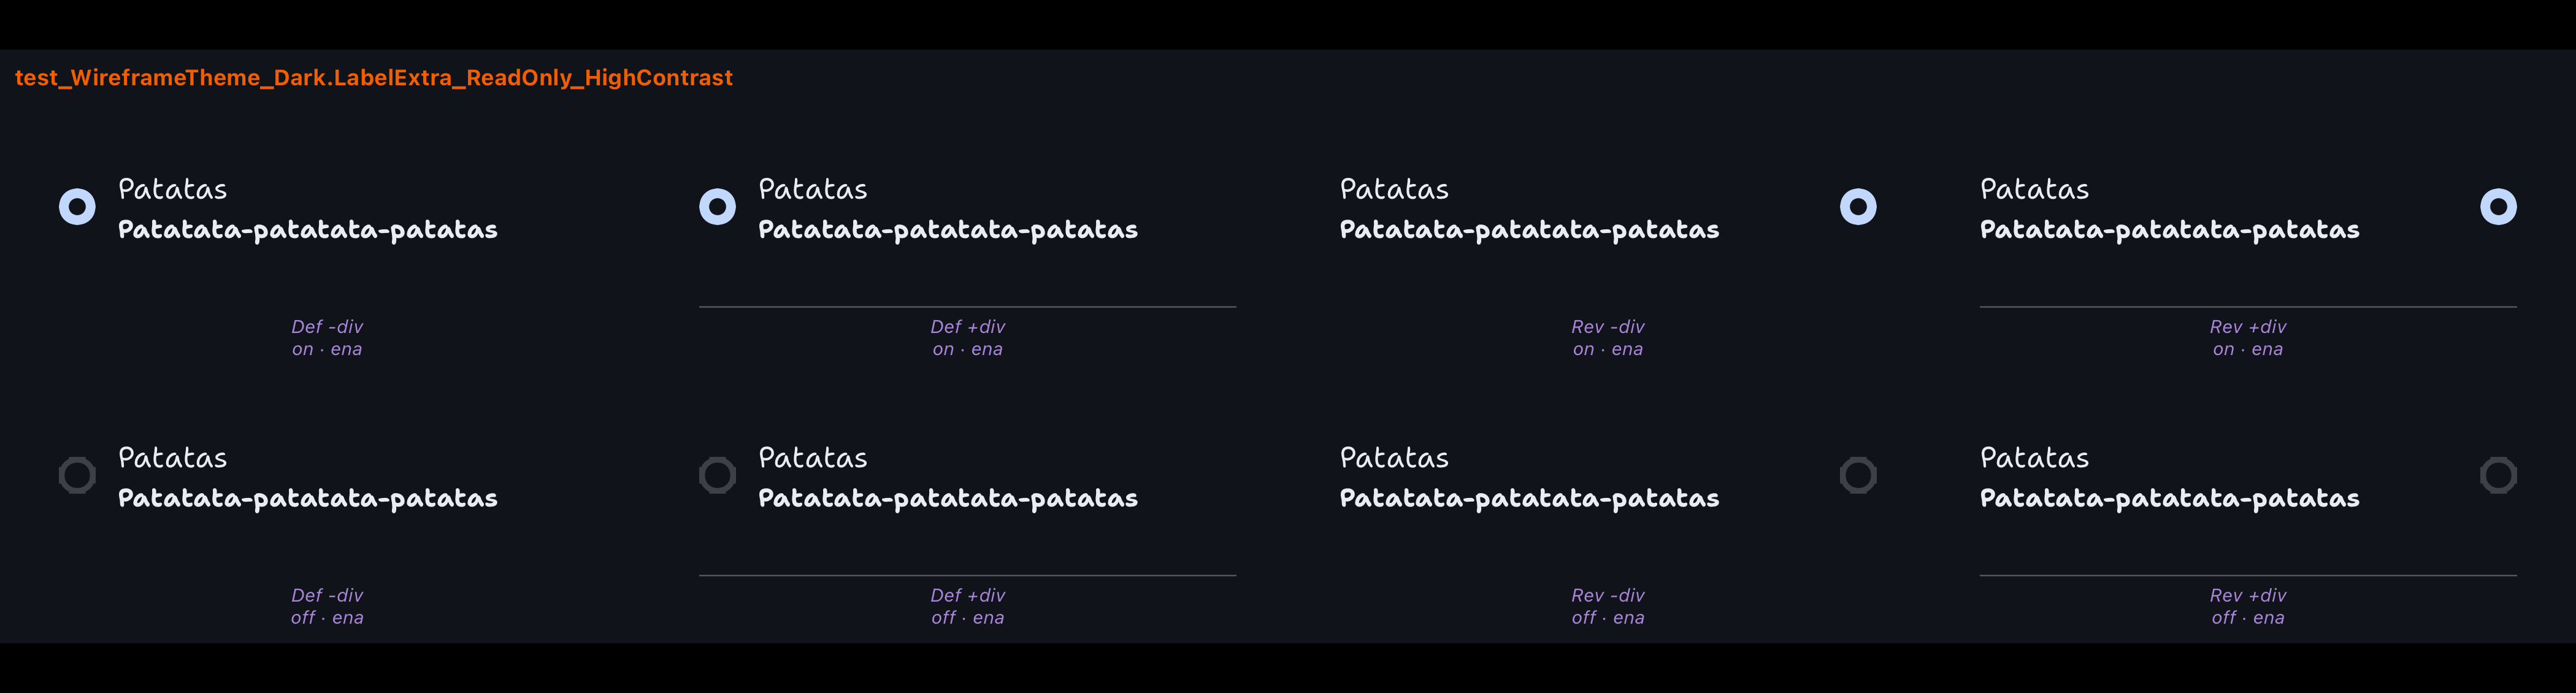 test_WireframeTheme_Dark.LabelExtra_ReadOnly_HighContrast
Patatas
Patatata-patatata-patatas
Def -div
on · ena
Patatas
Patatata-patatata-patatas
Def +div
on · ena
Patatas
Patatata-patatata-patatas
Rev -div
on · ena
Patatas
Patatata-patatata-patatas
Rev +div
on · ena
Patatas
Patatata-patatata-patatas
Def -div
off · ena
Patatas
Patatata-patatata-patatas
Def +div
off · ena
Patatas
Patatata-patatata-patatas
Rev -div
off · ena
Patatas
Patatata-patatata-patatas
Rev +div
off · ena